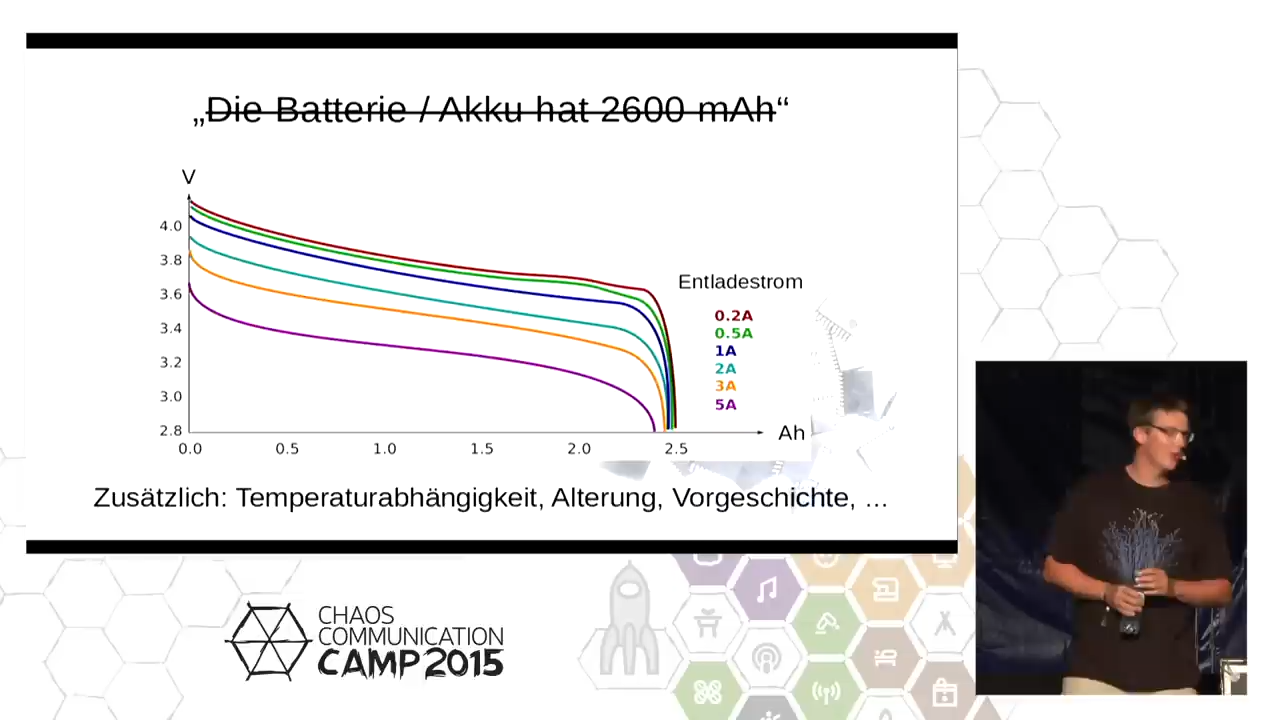 „Die Batterie / Akku hat 2600 mAh“
V
4.0
3.8
3.6
3.4
3.2
3.0
2.8
0.0 0.5 1.0 1.5 2.0 2.5
Ah
Entladestrom
0.2A
0.5A
1A
2A
3A
5A
Zusätzlich: Temperaturabhängigkeit, Alterung, Vorgeschichte, ...
CHAOS
COMMUNICATION
CAMP 2015